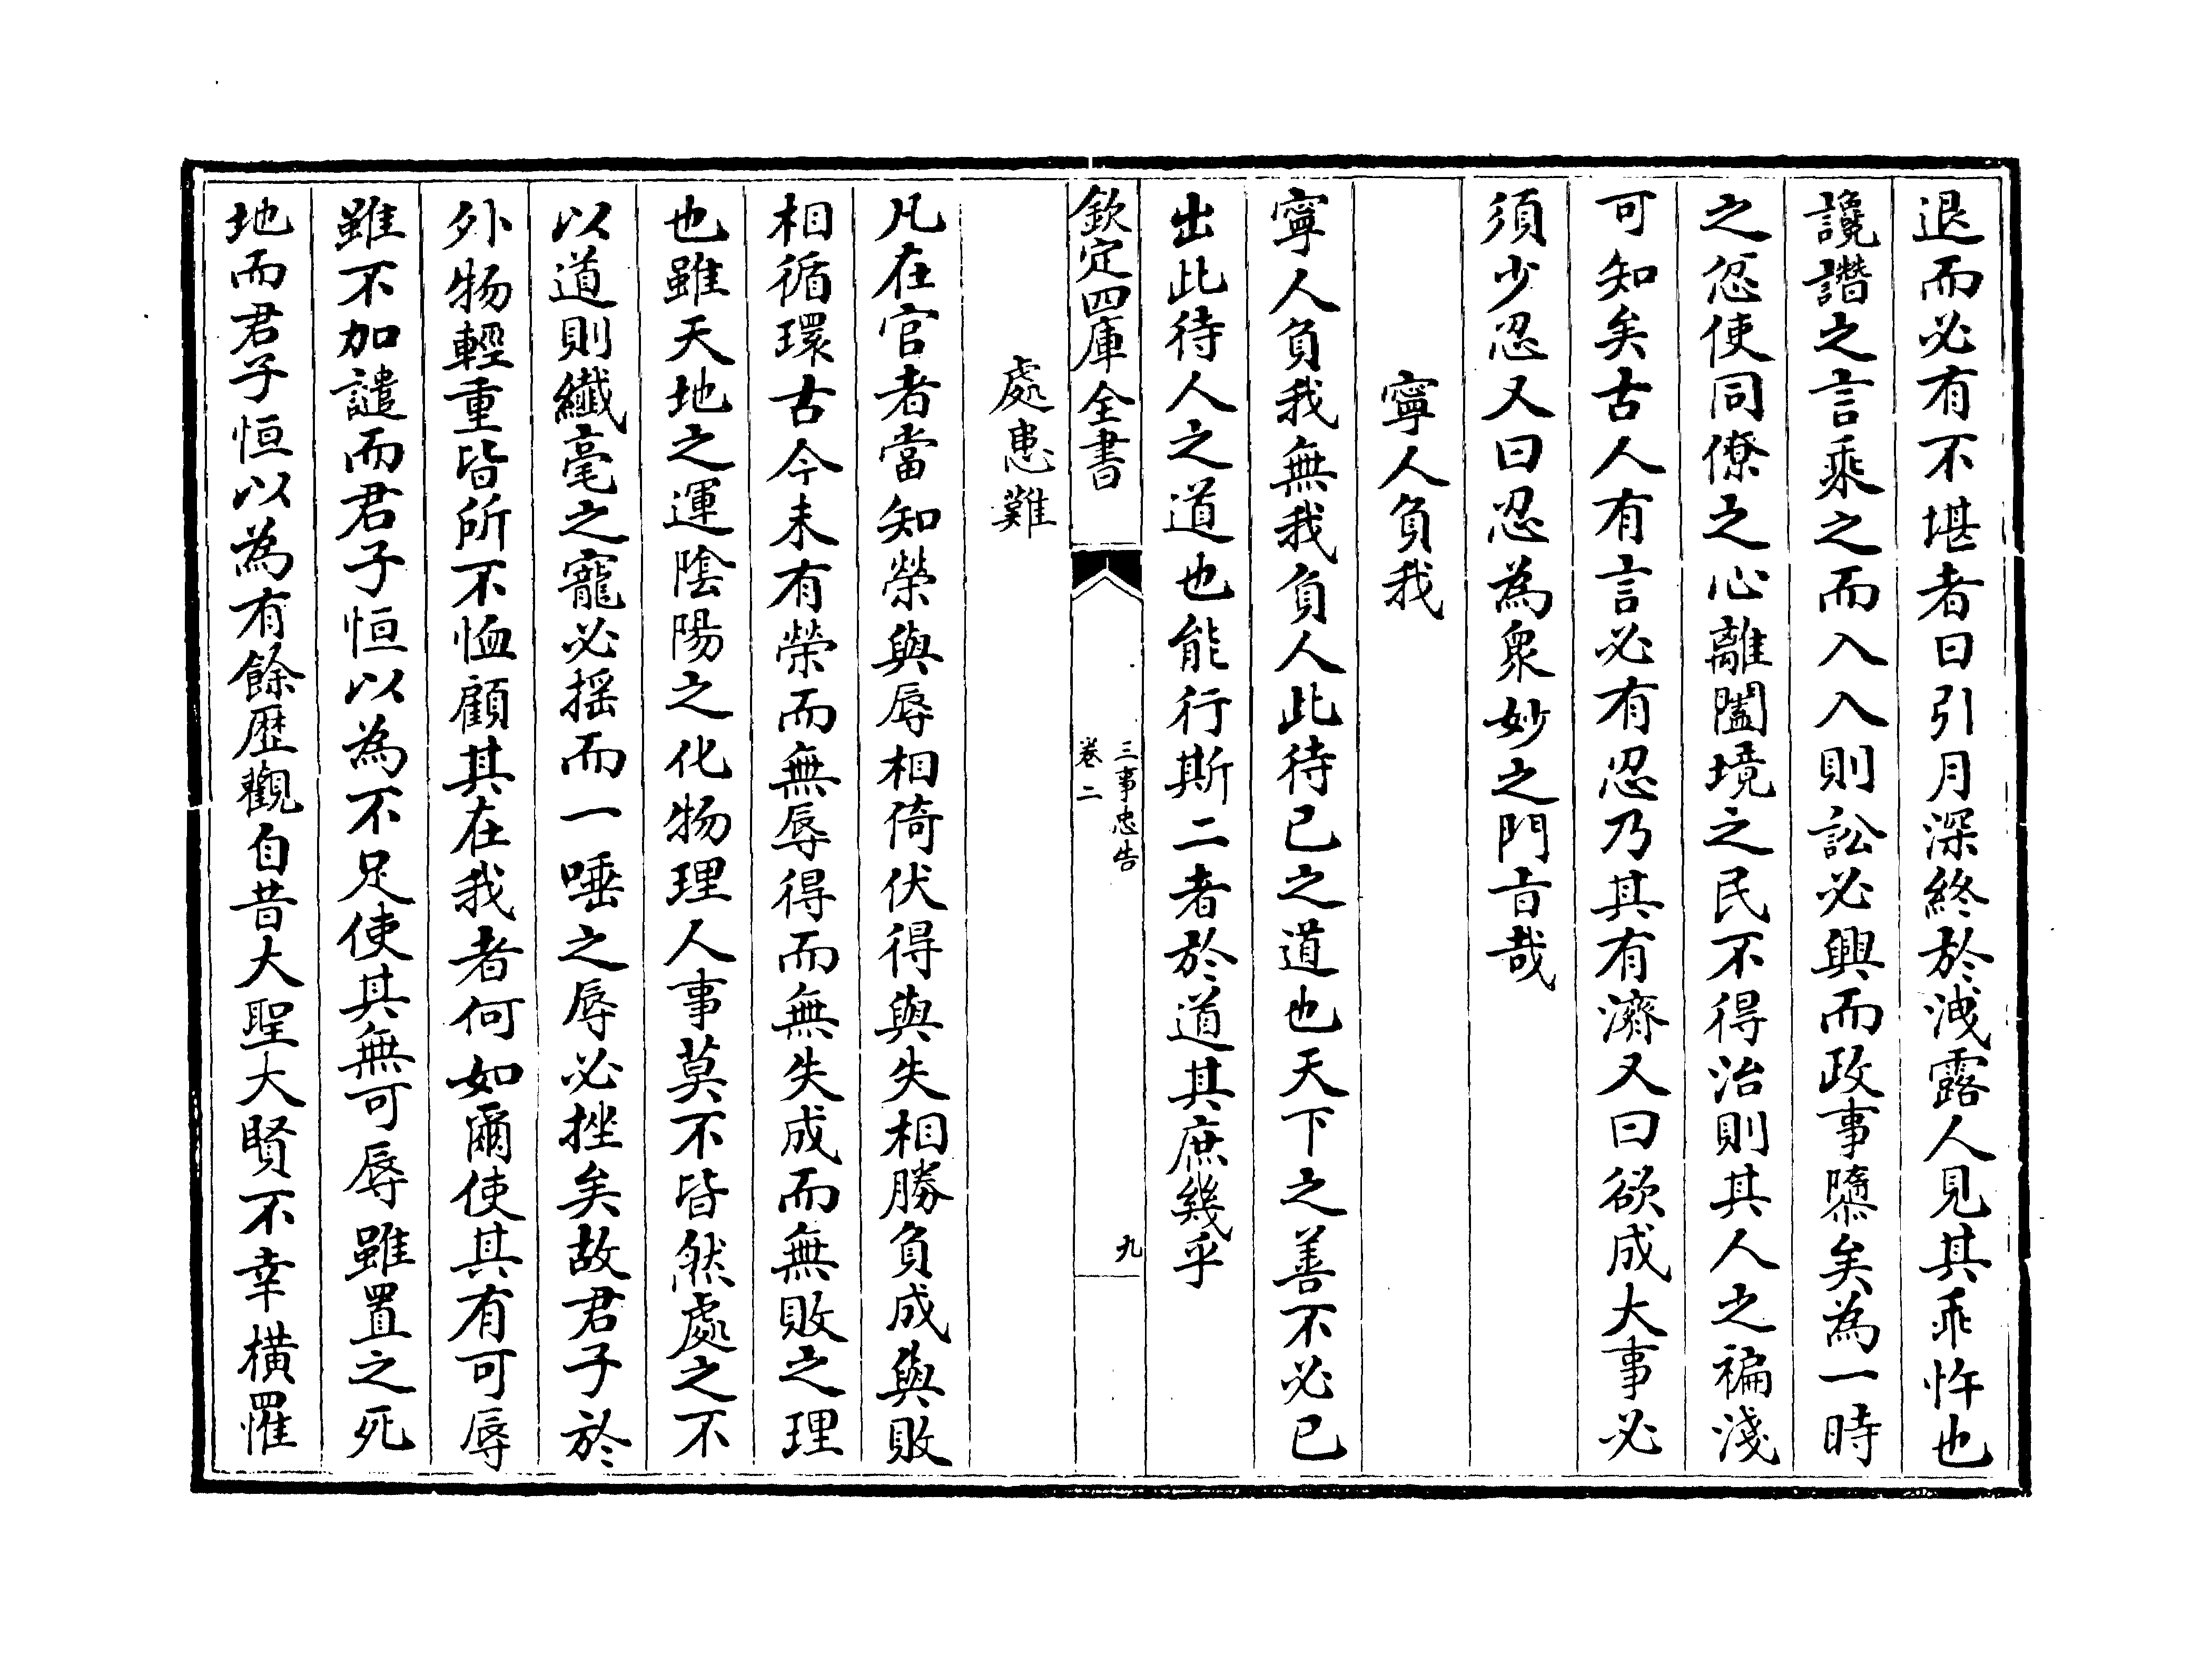 退而必有不堪者日引月深終於洩露人見其乖忤也
讒譖之言乘之而入入則訟必興而政事隳矣為一時
之忿使同僚之心離闔境之民不得治則其人之褊淺
可知矣古人有言必有忍乃其有濟又曰欲成大事必
須少忍又曰忍為衆妙之門旨哉
寧人負我
寧人負我無我負人此待已之道也天下之善不必已
出此待人之道也能行斯二者於道其庶幾乎
欽定四庫全書
三事忠告
卷二
九
處患難
凡在官者當知榮與辱相倚伏得與失相勝負成與敗
相循環古今未有榮而無辱得而無失成而無敗之理
也雖天地之運陰陽之化物理人事莫不皆然處之不
以道則纖毫之寵必搖而一唾之辱必挫矣故君子於
外物輕重皆所不恤顧其在我者何如爾使其有可辱
雖不加譴而君子恒以為不足使其無可辱雖置之死
地而君子恒以為有餘歷觀自昔大聖大賢不幸橫罹